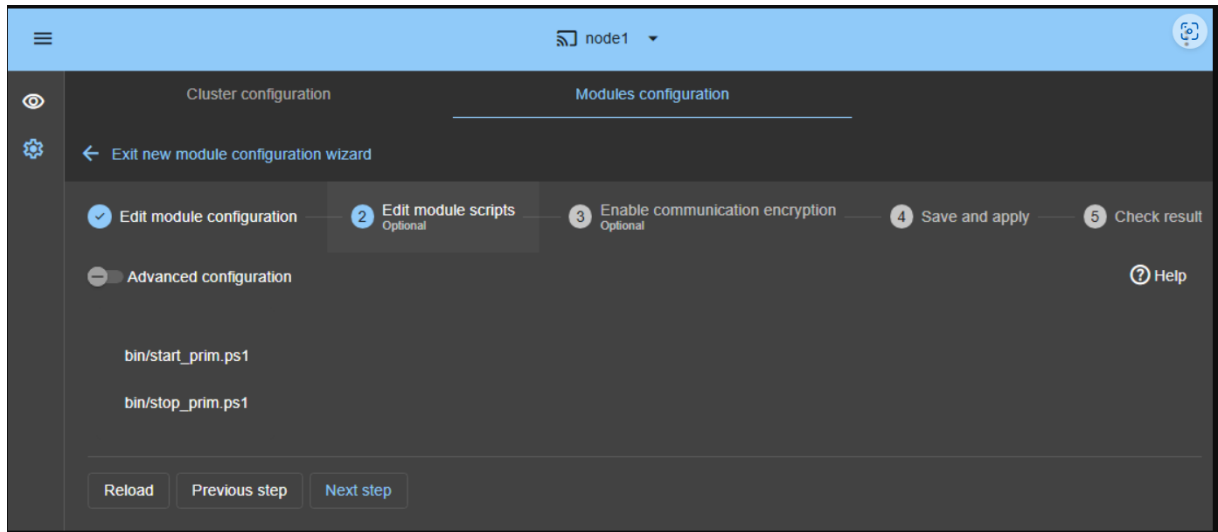 node1
Cluster configuration
Modules configuration
Exit new module configuration wizard
Edit module configuration
2 Edit module scripts
Optional
3 Enable communication encryption
Optional
4 Save and apply
5 Check result
Advanced configuration
? Help
bin/start_prim.ps1
bin/stop_prim.ps1
Reload
Previous step
Next step